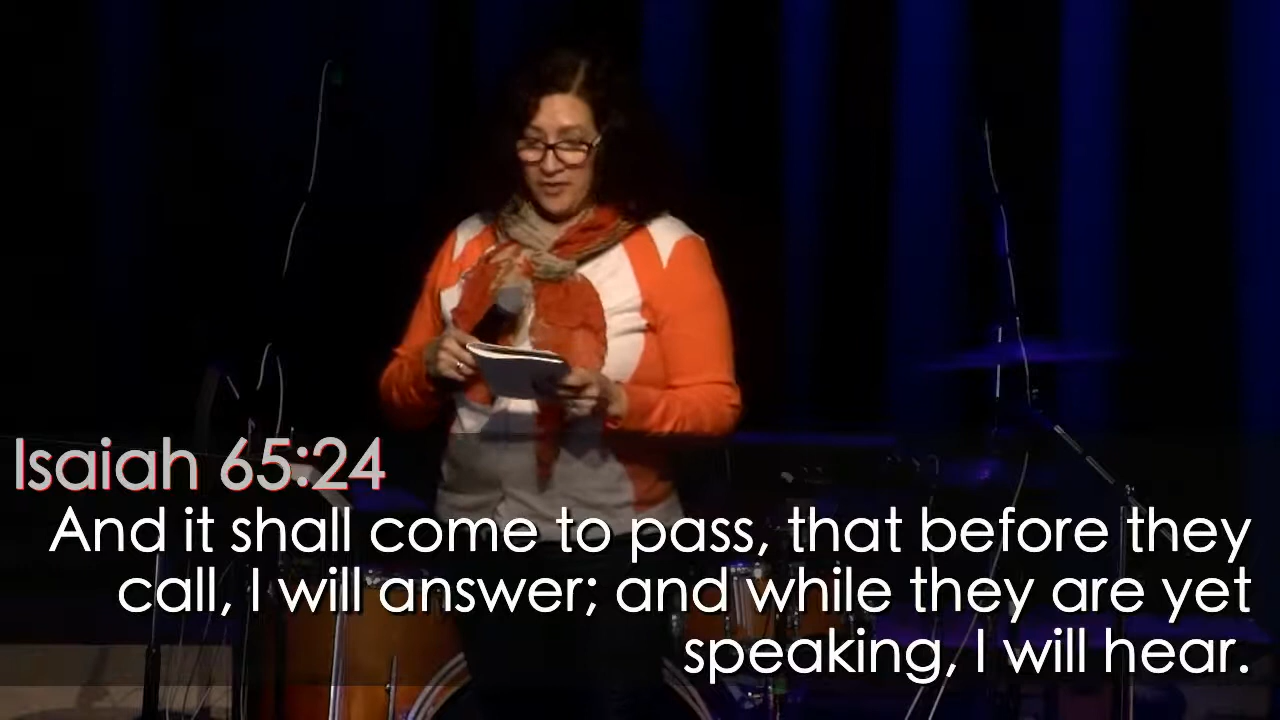 Isaiah 65:24
And it shall come to pass, that before they
call, I will answer; and while they are yet
speaking, I will hear.